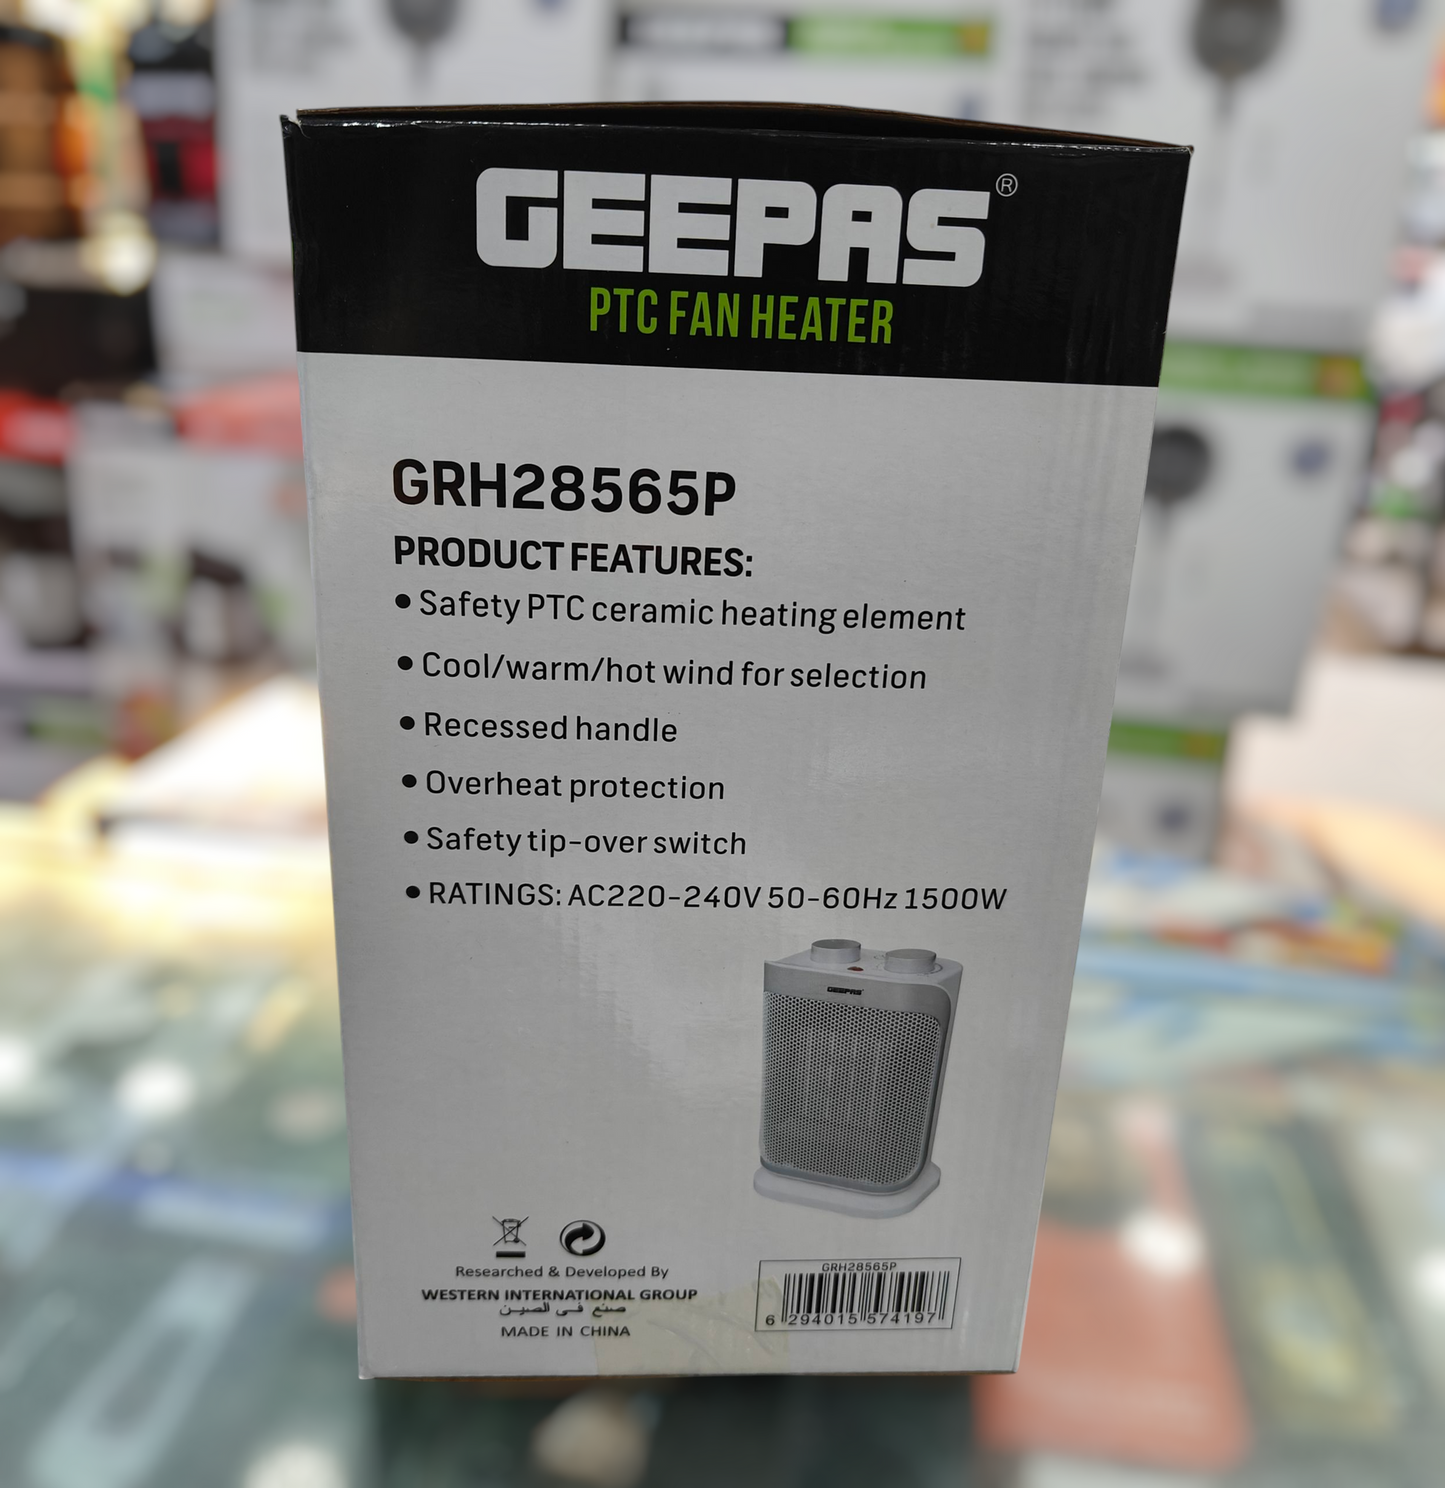 GEEPAS®
PTC FAN HEATER
GRH28565P
PRODUCT FEATURES:
• Safety PTC ceramic heating element
• Cool/warm/hot wind for selection
• Recessed handle
• Overheat protection
• Safety tip-over switch
• RATINGS: AC220-240V 50-60Hz 1500W
GEEPAS
Researched & Developed By
WESTERN INTERNATIONAL GROUP
صنع في الصين
MADE IN CHINA
GRH28565P
6 294015 574197